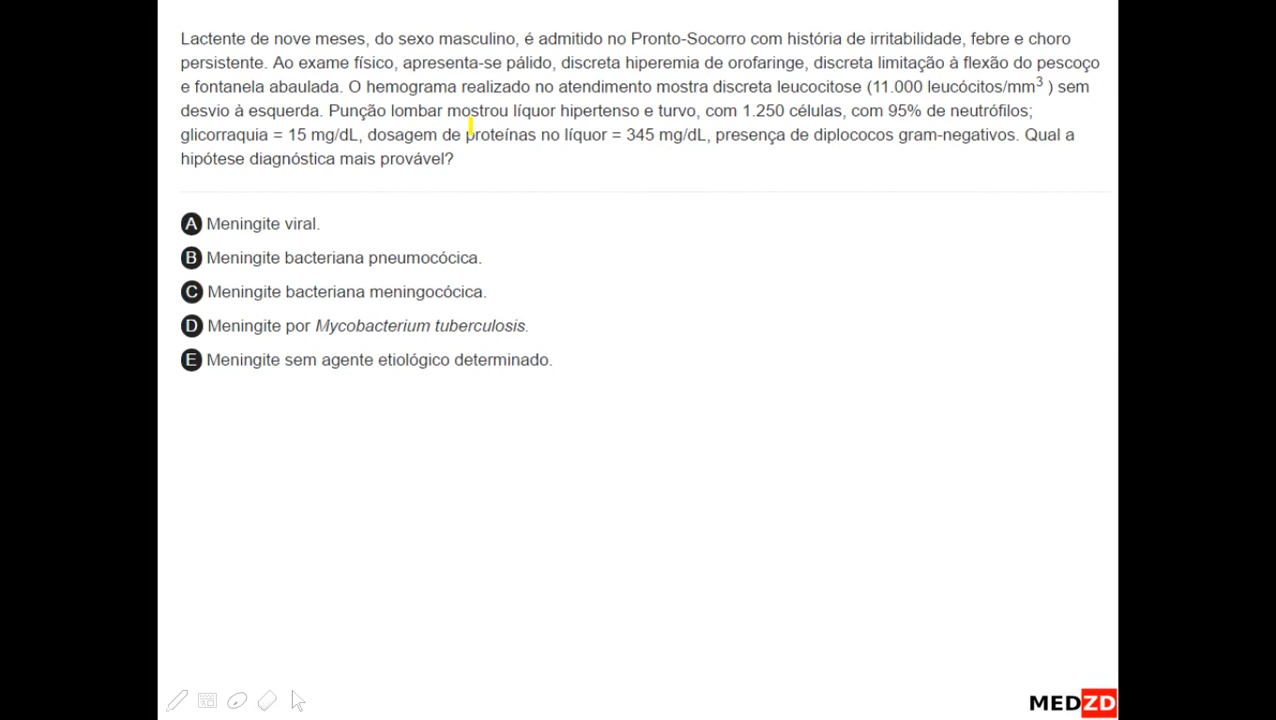 Lactente de nove meses, do sexo masculino, é admitido no Pronto-Socorro com história de irritabilidade, febre e choro
persistente. Ao exame físico, apresenta-se pálido, discreta hiperemia de orofaringe, discreta limitação à flexão do pescoço
e fontanela abaulada. O hemograma realizado no atendimento mostra discreta leucocitose (11.000 leucócitos/mm³ ) sem
desvio à esquerda. Punção lombar mostrou líquor hipertenso e turvo, com 1.250 células, com 95% de neutrófilos;
glicorraquia = 15 mg/dL, dosagem de proteínas no líquor = 345 mg/dL, presença de diplococos gram-negativos. Qual a
hipótese diagnóstica mais provável?
A Meningite viral.
B Meningite bacteriana pneumocócica.
C Meningite bacteriana meningocócica.
D Meningite por Mycobacterium tuberculosis.
E Meningite sem agente etiológico determinado.
MEDZD